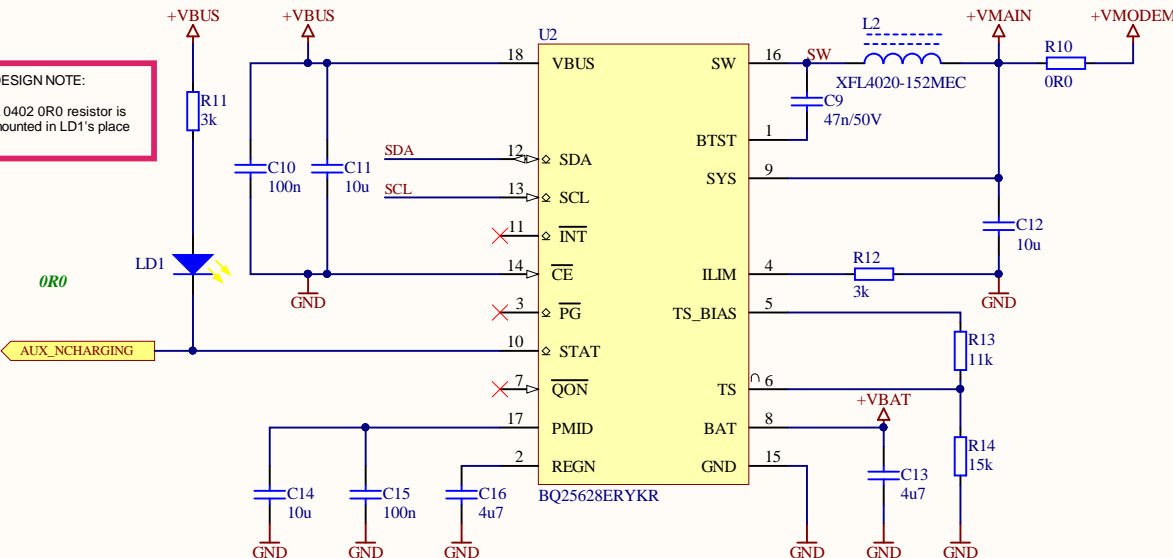 +VBUS
+VBUS
+VMAIN
+VMODEM
U2
L2
XFL4020-152MEC
R10
0R0
DESIGN NOTE:
0402 0R0 resistor is
mounted in LD1's place
R11
3k
18 VBUS
SW 16
SW
C9
47n/50V
BTST 1
C10
100n
C11
10u
SDA
12 SDA
SYS 9
SCL
13 SCL
11 INT
C12
10u
LD1
0R0
14 CE
ILIM 4
R12
3k
GND
GND
3 PG
TS_BIAS 5
R13
11k
AUX_NCHARGING
10 STAT
7 QON
TS 6
+VBAT
17 PMID
BAT 8
R14
15k
2 REGN
GND 15
C13
4u7
BQ25628ERYKR
C14
10u
C15
100n
C16
4u7
GND
GND
GND
GND
GND
GND